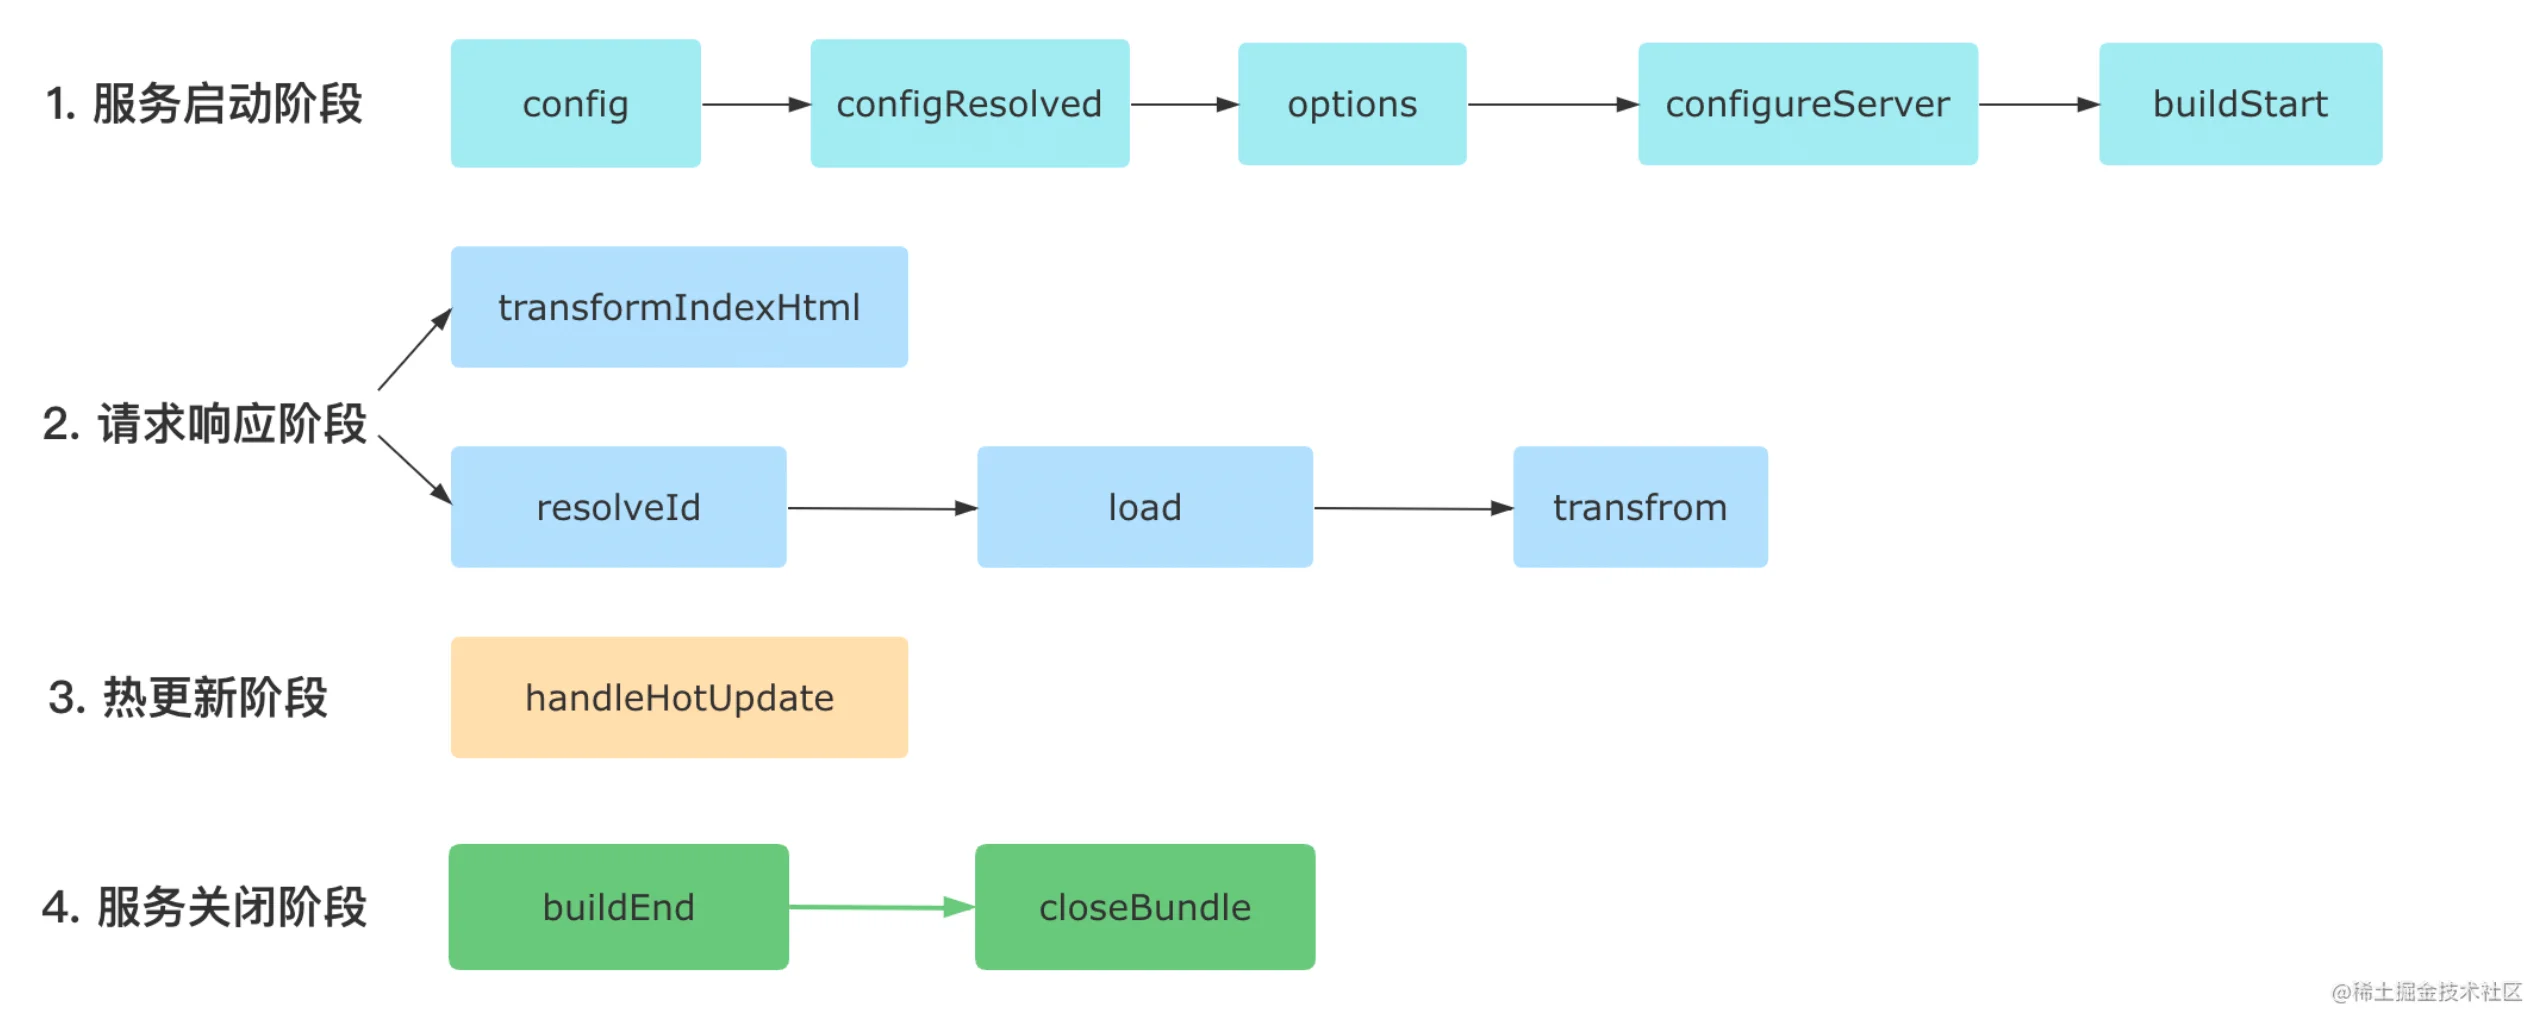 1. 服务启动阶段
config
configResolved
options
configureServer
buildStart
transformIndexHtml
2. 请求响应阶段
resolveId
load
transfrom
3. 热更新阶段
handleHotUpdate
4. 服务关闭阶段
buildEnd
closeBundle
@稀土掘金技术社区